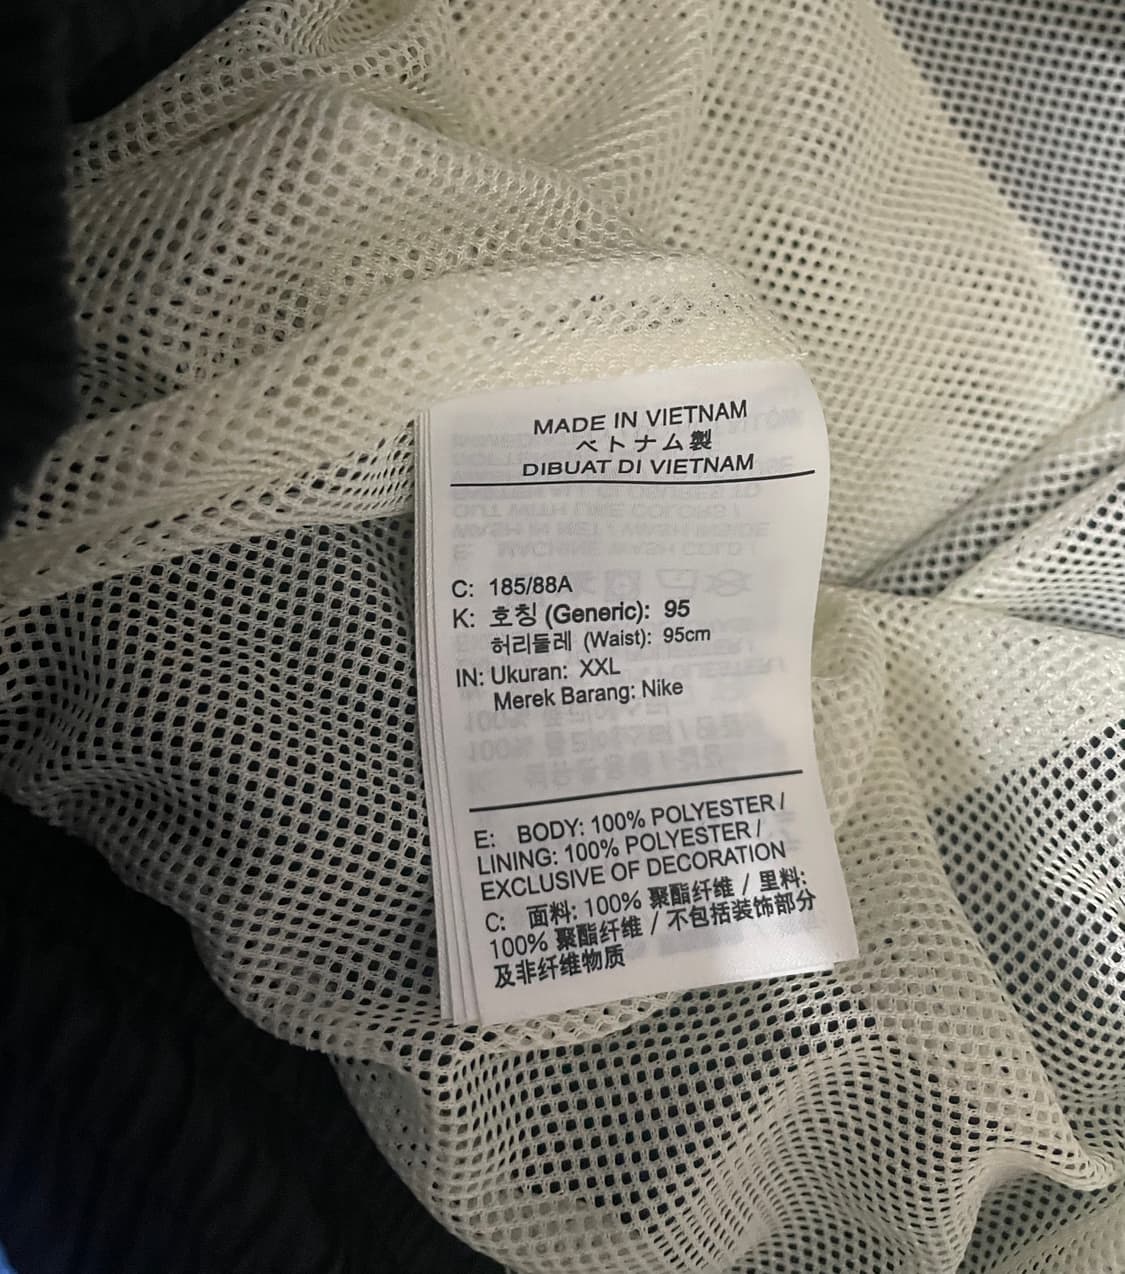 MADE IN VIETNAM
ベトナム製
DIBUAT DI VIETNAM
C: 185/88A
K: 호칭 (Generic): 95
허리둘레 (Waist): 95cm
IN: Ukuran: XXL
Merek Barang: Nike
E: BODY: 100% POLYESTER /
LINING: 100% POLYESTER /
EXCLUSIVE OF DECORATION
C: 面料: 100% 聚酯纤维 / 里料:
100% 聚酯纤维 / 不包括装饰部分
及非纤维物质